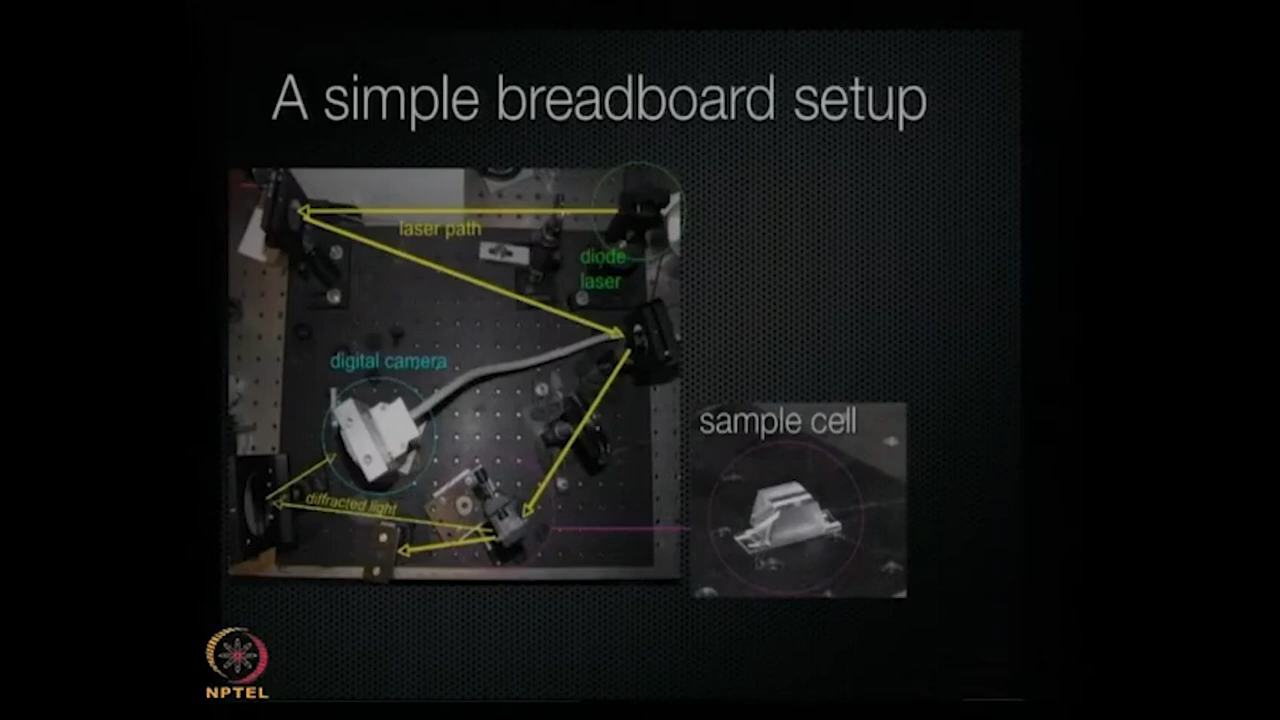 A simple breadboard setup
laser path
diode
laser
digital camera
sample cell
diffracted light
NPTEL